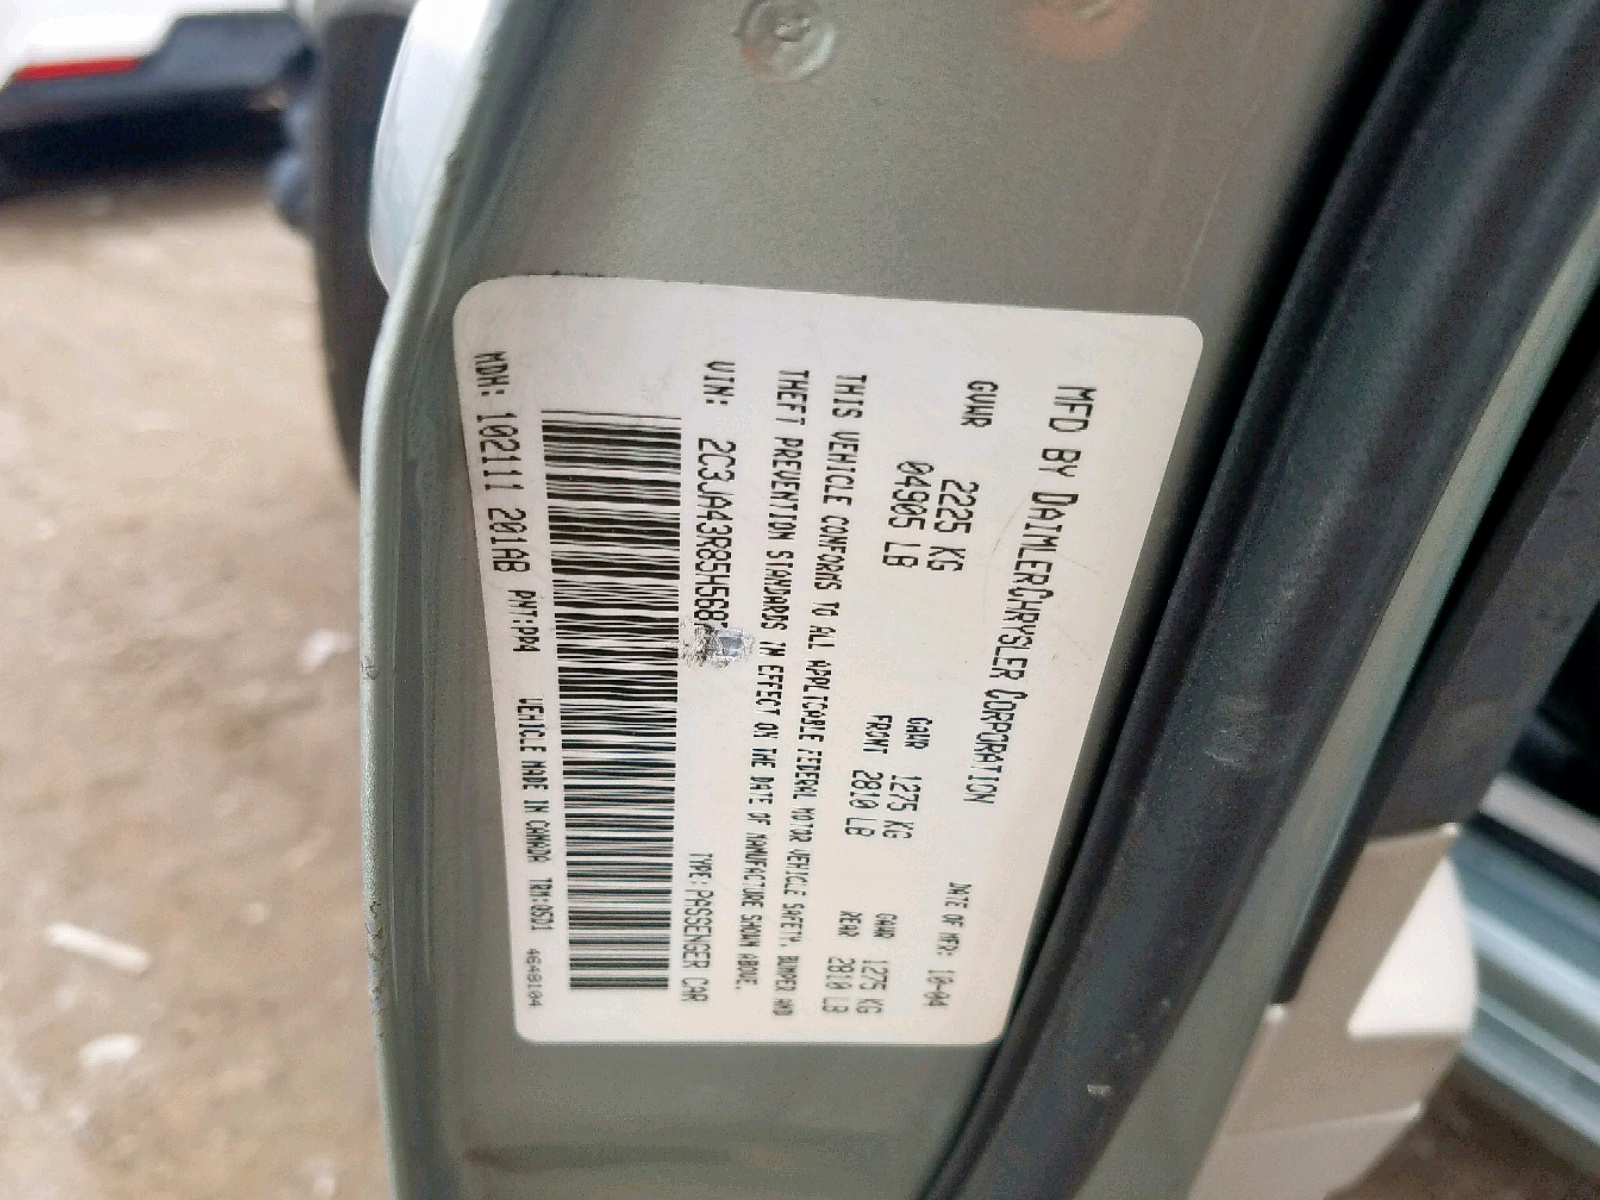 MFD BY DAIMLERCHRYSLER CORPORATION
DATE OF MFR: 10-04
GVWR 2225 KG
04905 LB
GAWR FRONT 1275 KG
2810 LB
GAWR REAR 1275 KG
2810 LB
THIS VEHICLE CONFORMS TO ALL APPLICABLE FEDERAL MOTOR VEHICLE SAFETY, BUMPER AND
THEFT PREVENTION STANDARDS IN EFFECT ON THE DATE OF MANUFACTURE SHOWN ABOVE.
VIN: 2C3JA43R85H568
TYPE: PASSENGER CAR
MDH: 102111 201AB PNT: VEHICLE MADE IN CANADA TRM: 4648104